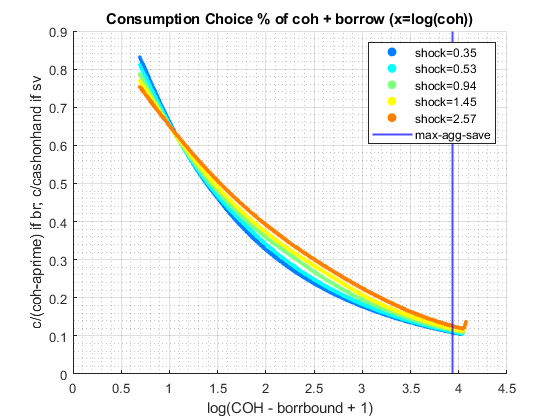 Consumption Choice % of coh + borrow (x=log(coh))
c/(coh-aprime) if br, c/cashonhand if sv
0.9
0.8
0.7
0.6
0.5
0.4
0.3
0.2
0.1
0
shock=0.35
shock=0.53
shock=0.94
shock=1.45
shock=2.57
max-agg-save
0 0.5 1 1.5 2 2.5 3 3.5 4 4.5
log(COH - borrbound + 1)